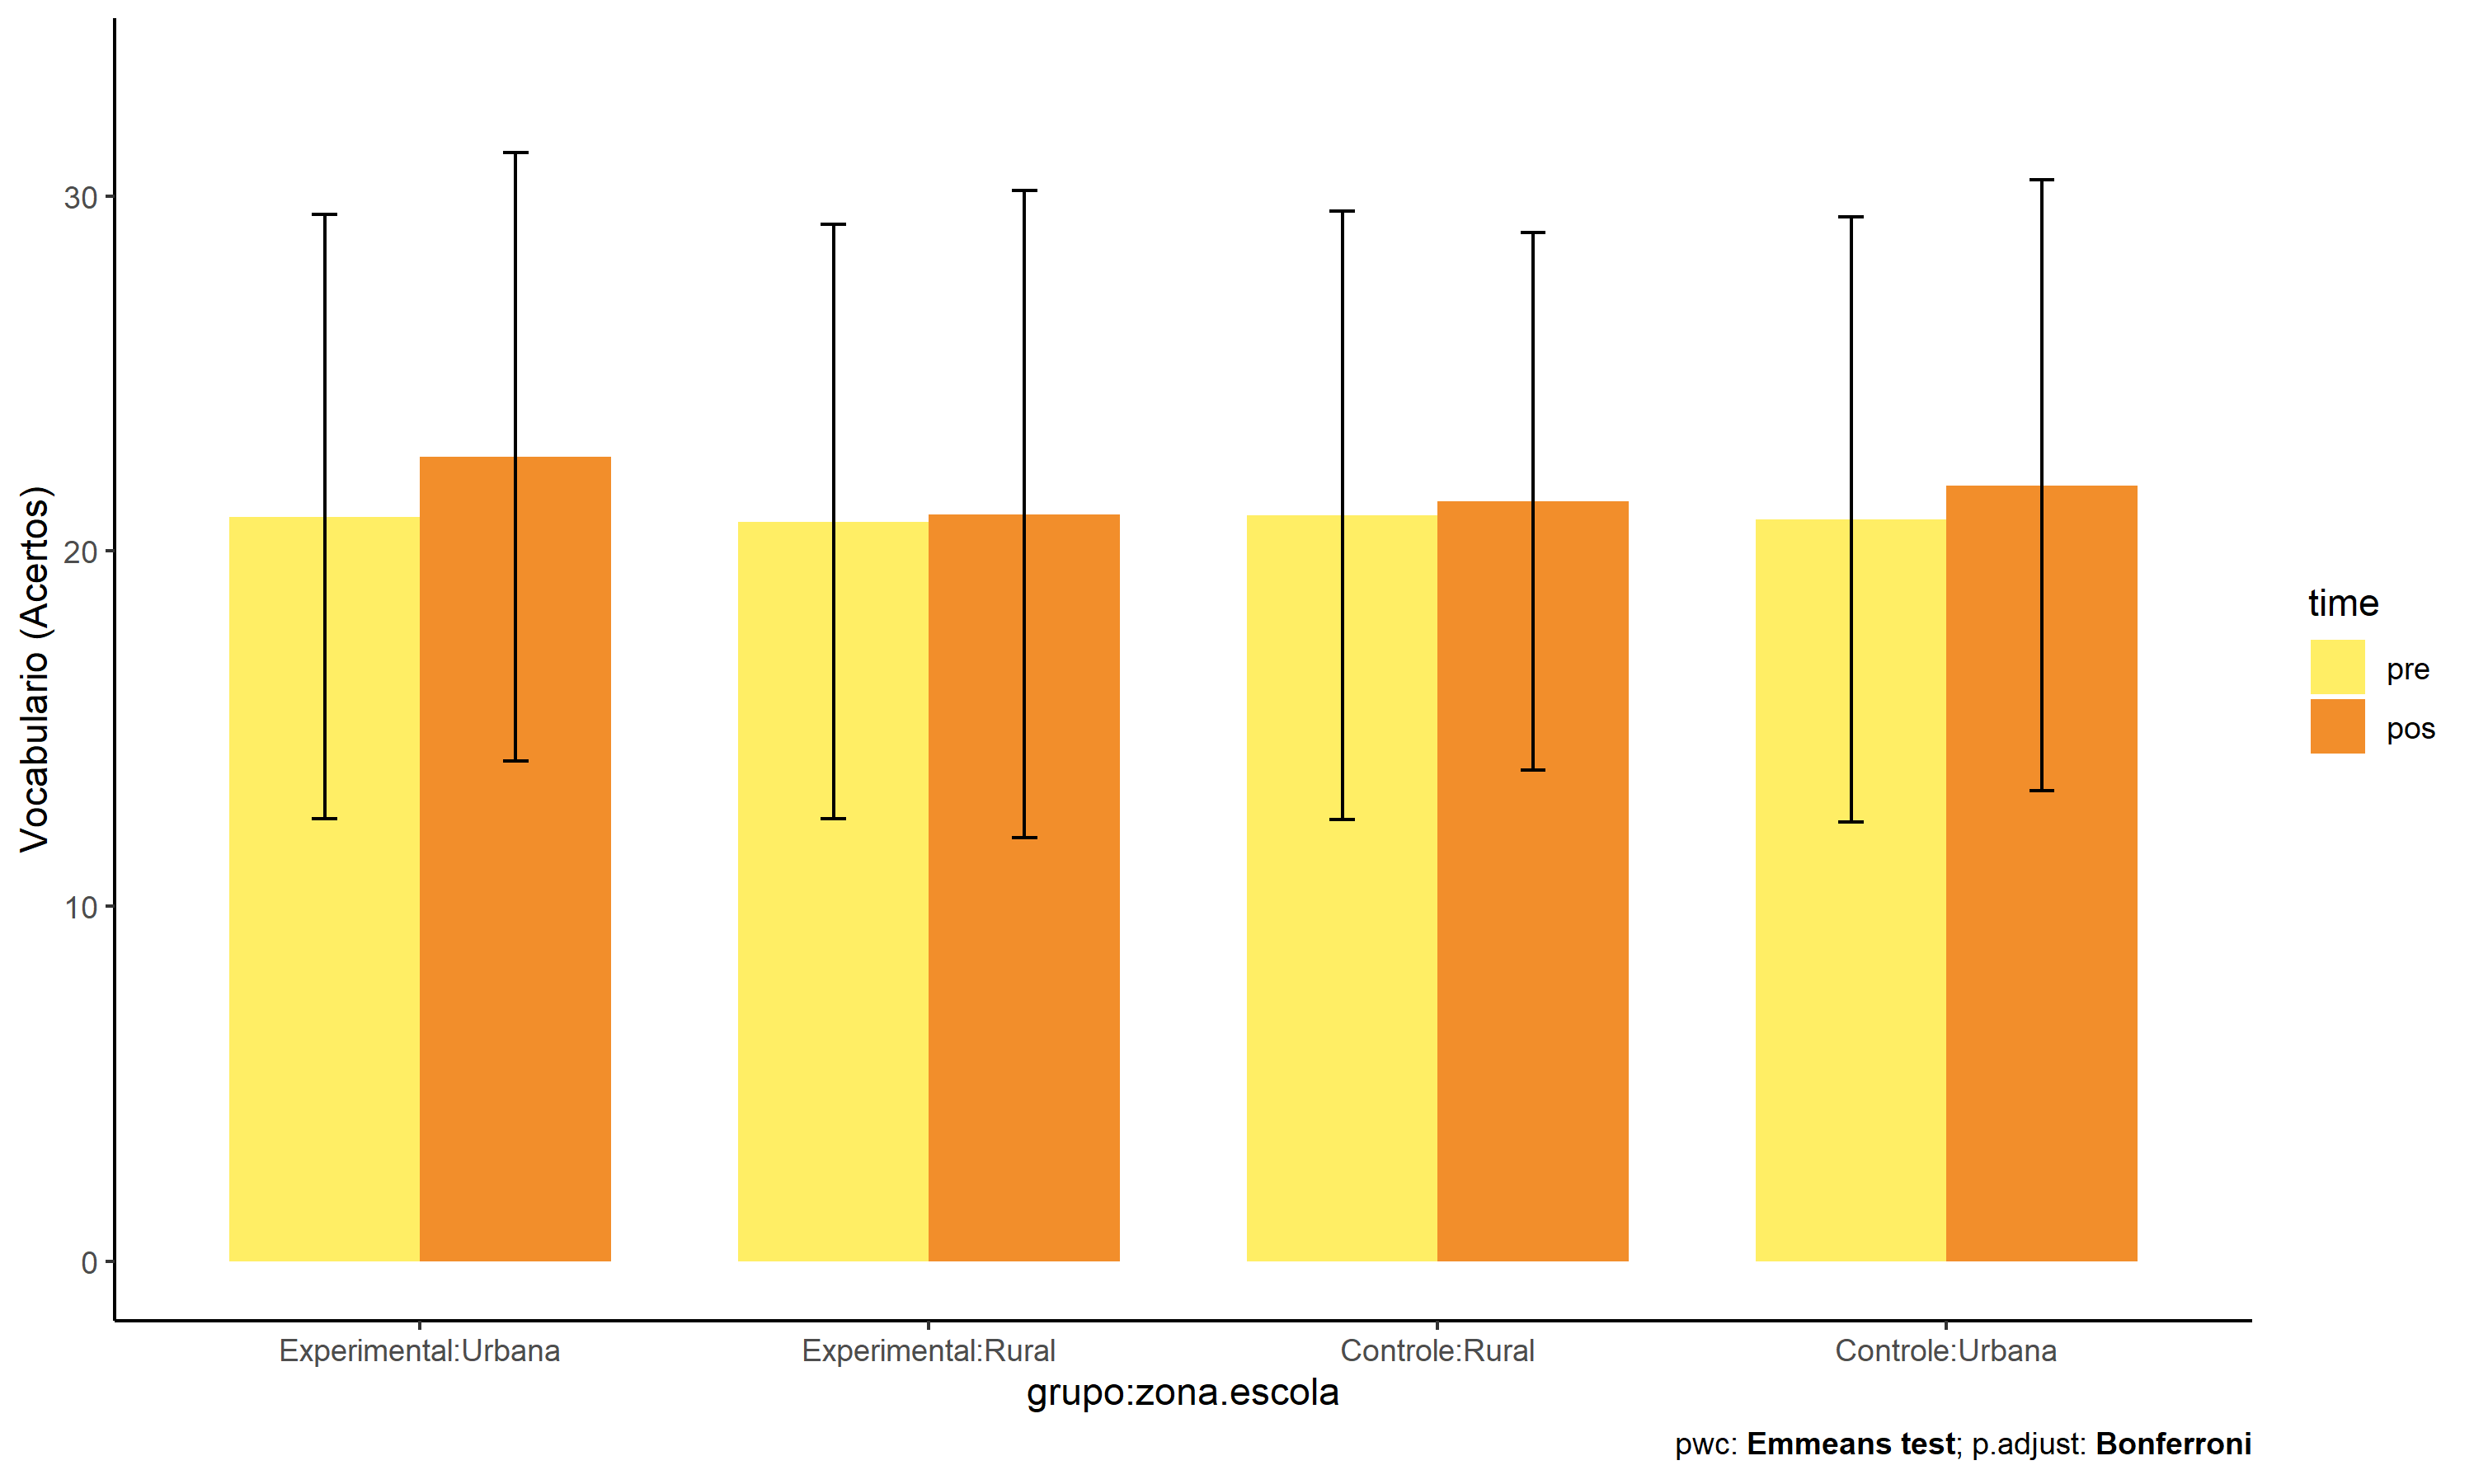 Vocabulario (Acertos)
30
20
10
0
Experimental:Urbana
Experimental:Rural
Controle:Rural
Controle:Urbana
grupo:zona.escola
time
pre
pos
pwc: Emmeans test; p.adjust: Bonferroni